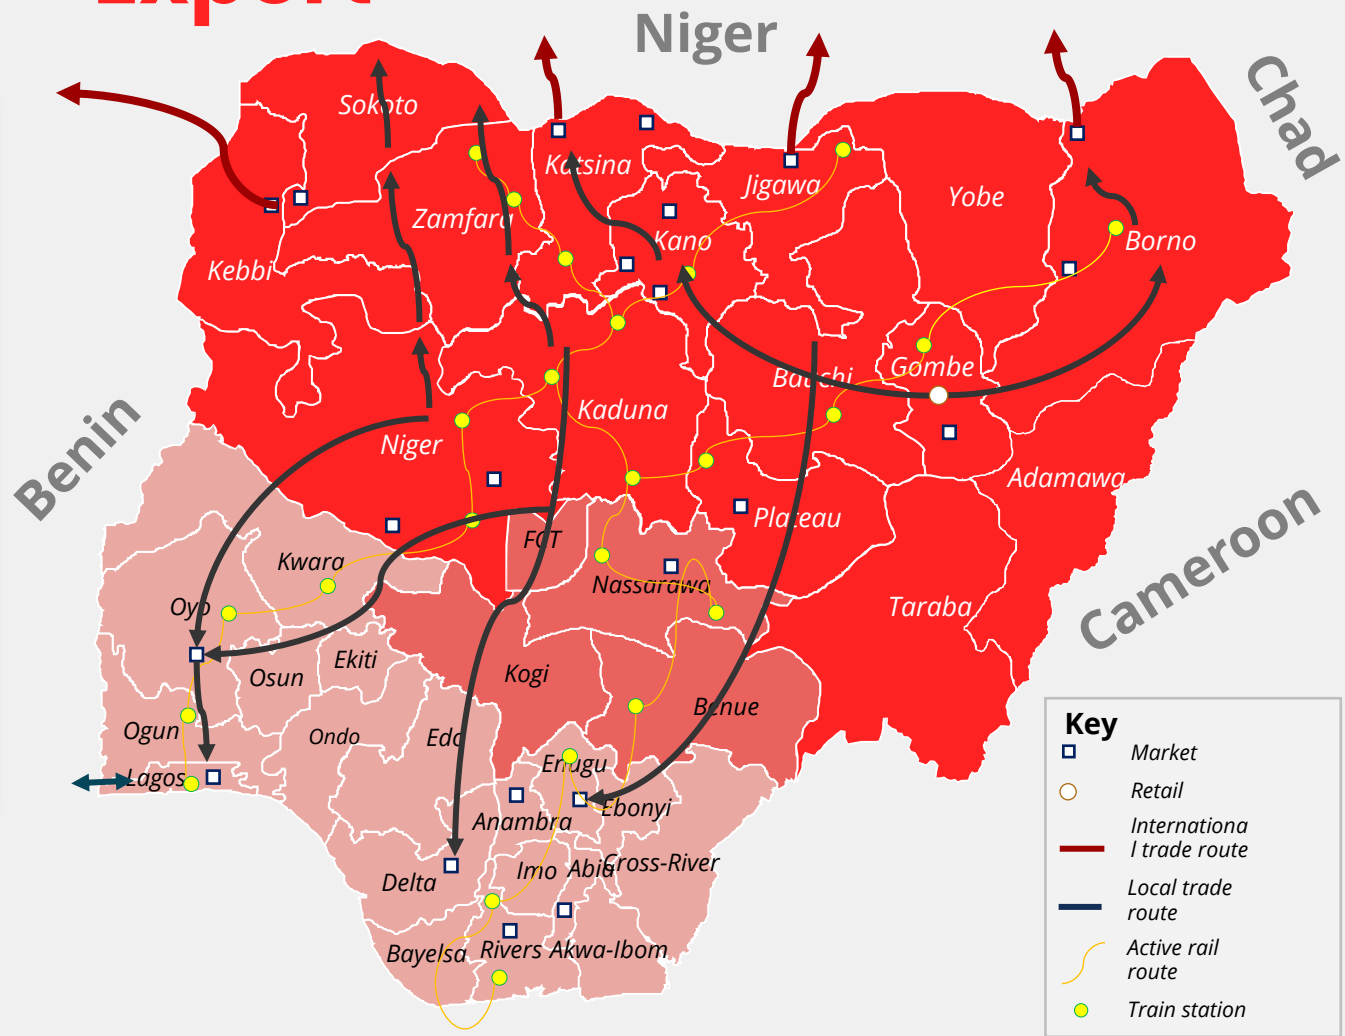 Export
Niger
Chad
Benin
Cameroon
Sokoto
Katsina
Jigawa
Yobe
Zamfara
Kano
Borno
Kebbi
Gombe
Bauchi
Kaduna
Niger
Adamawa
Plateau
FCT
Kwara
Nassarawa
Oyo
Taraba
Ekiti
Osun
Kogi
Benue
Ogun
Ondo
Edo
Enugu
Lagos
Ebonyi
Anambra
Imo
Abia
Cross-River
Delta
Bayelsa
Rivers
Akwa-Ibom
Key
Market
Retail
Internationa
l trade route
Local trade
route
Active rail
route
Train station